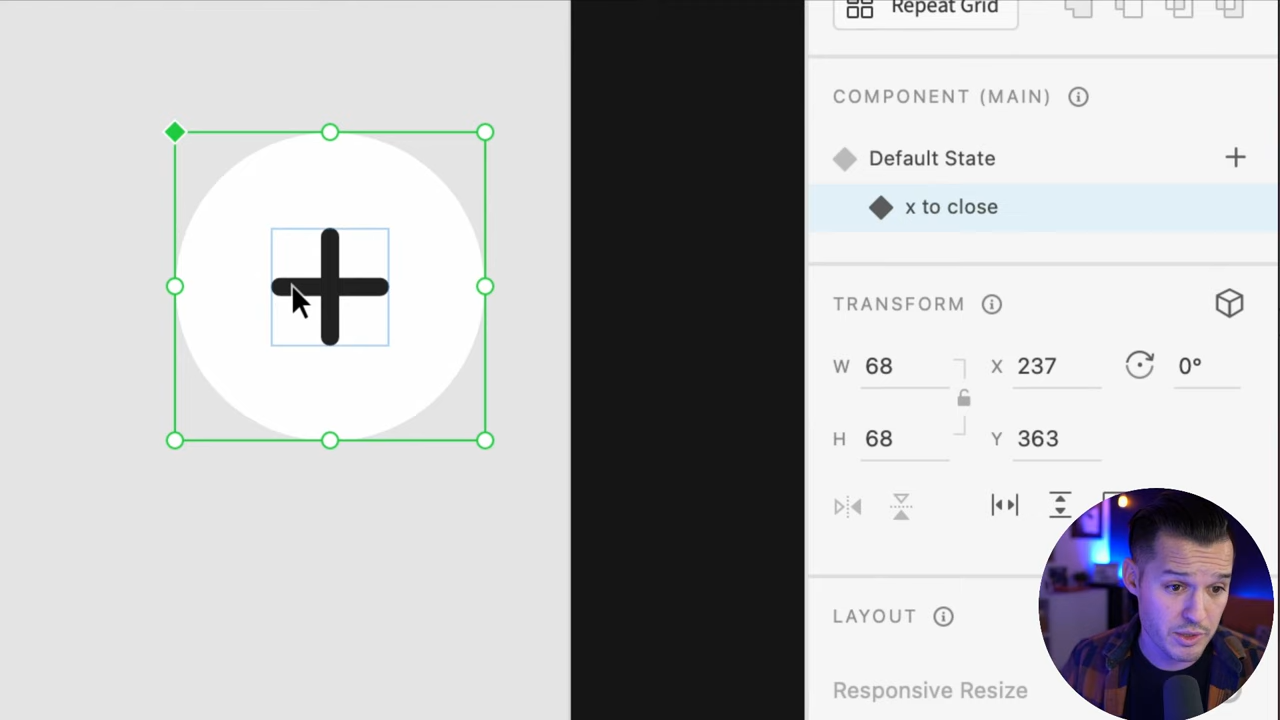 Repeat Grid
COMPONENT (MAIN)
Default State
x to close
TRANSFORM
W 68 X 237 0°
H 68 Y 363
LAYOUT
Responsive Resize